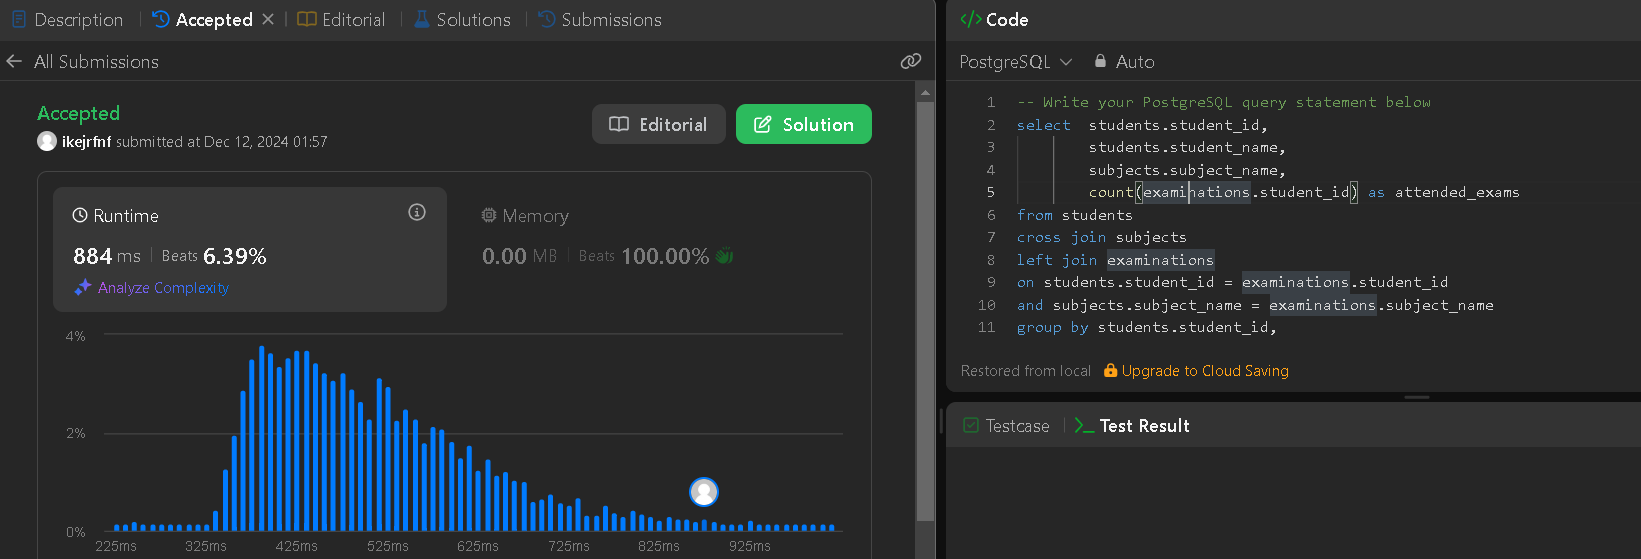 Description
Accepted
Editorial
Solutions
Submissions
All Submissions
Accepted
ikejrfnf submitted at Dec 12, 2024 01:57
Editorial
Solution
Runtime
884 ms Beats 6.39%
Analyze Complexity
Memory
0.00 MB Beats 100.00%
4%
2%
0%
225ms 325ms 425ms 525ms 625ms 725ms 825ms 925ms
</> Code
PostgreSQL Auto
1 -- Write your PostgreSQL query statement below
2 select students.student_id,
3 students.student_name,
4 subjects.subject_name,
5 count(examinations.student_id) as attended_exams
6 from students
7 cross join subjects
8 left join examinations
9 on students.student_id = examinations.student_id
10 and subjects.subject_name = examinations.subject_name
11 group by students.student_id,
Restored from local Upgrade to Cloud Saving
Testcase
Test Result